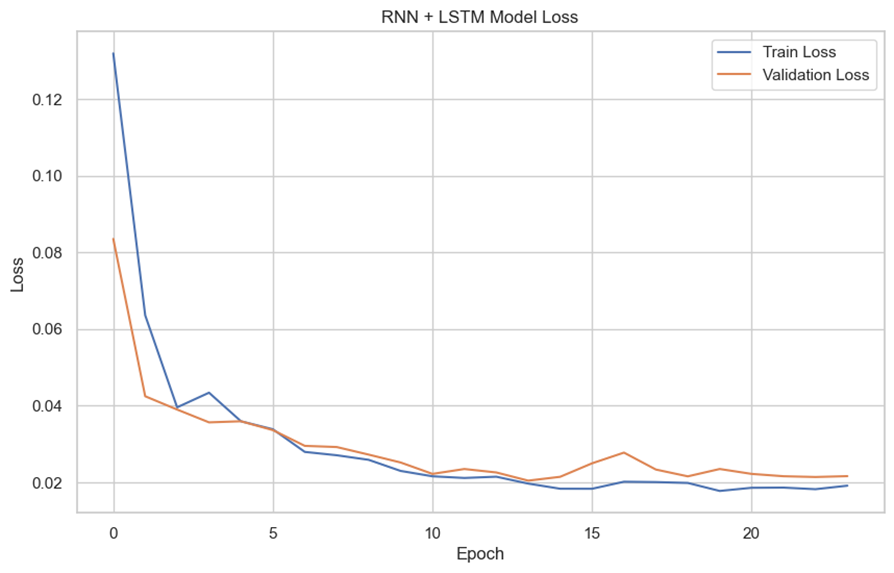 RNN + LSTM Model Loss
Train Loss
Validation Loss
0.12
0.10
0.08
0.06
0.04
0.02
Loss
0 5 10 15 20
Epoch